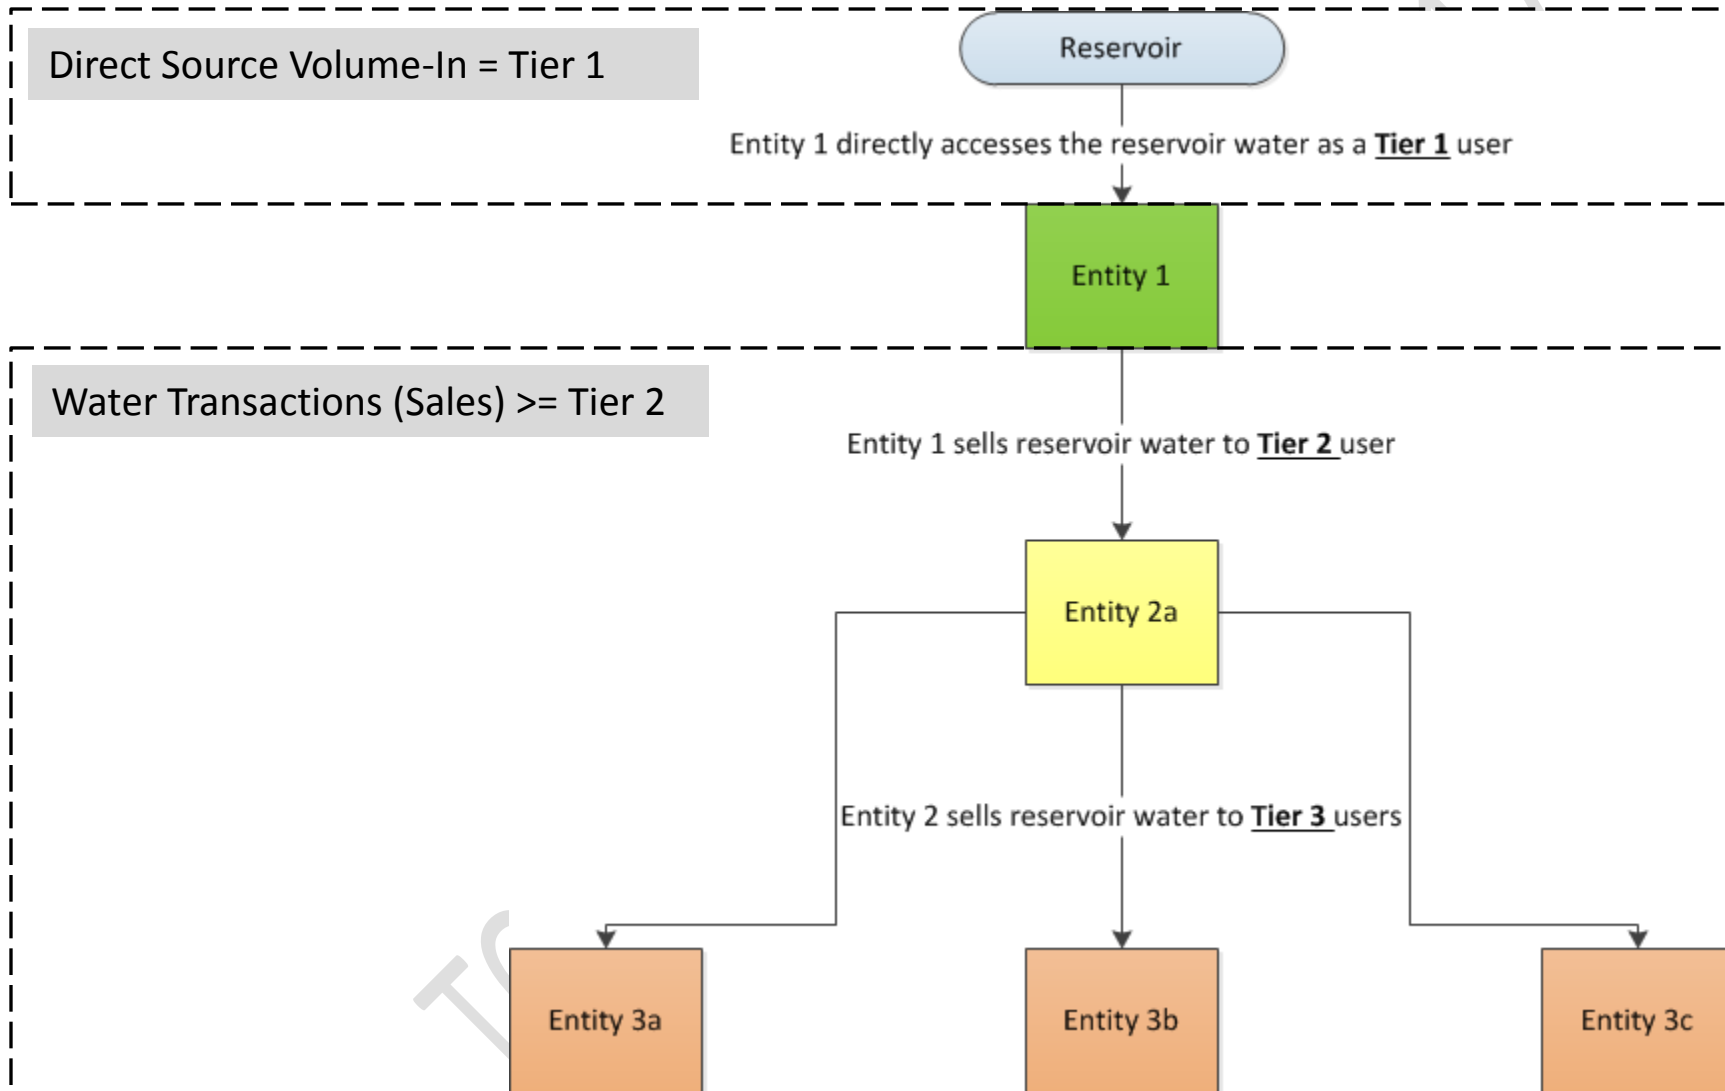 Direct Source Volume-In = Tier 1
Reservoir
Entity 1 directly accesses the reservoir water as a Tier 1 user
Entity 1
Water Transactions (Sales) >= Tier 2
Entity 1 sells reservoir water to Tier 2 user
Entity 2a
Entity 2 sells reservoir water to Tier 3 users
Entity 3a
Entity 3b
Entity 3c